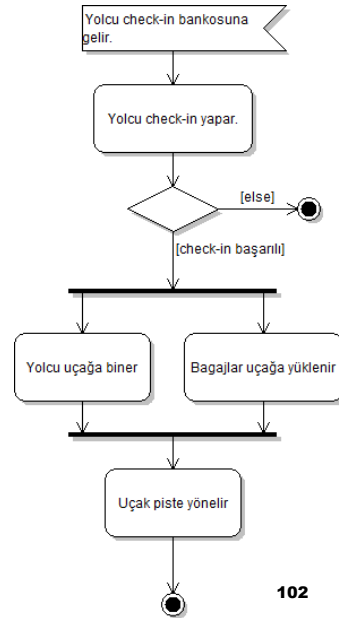 Yolcu check-in bankosuna
gelir.
Yolcu check-in yapar.
[else]
[check-in başarılı]
Yolcu uçağa biner
Bagajlar uçağa yüklenir
Uçak piste yönelir
102